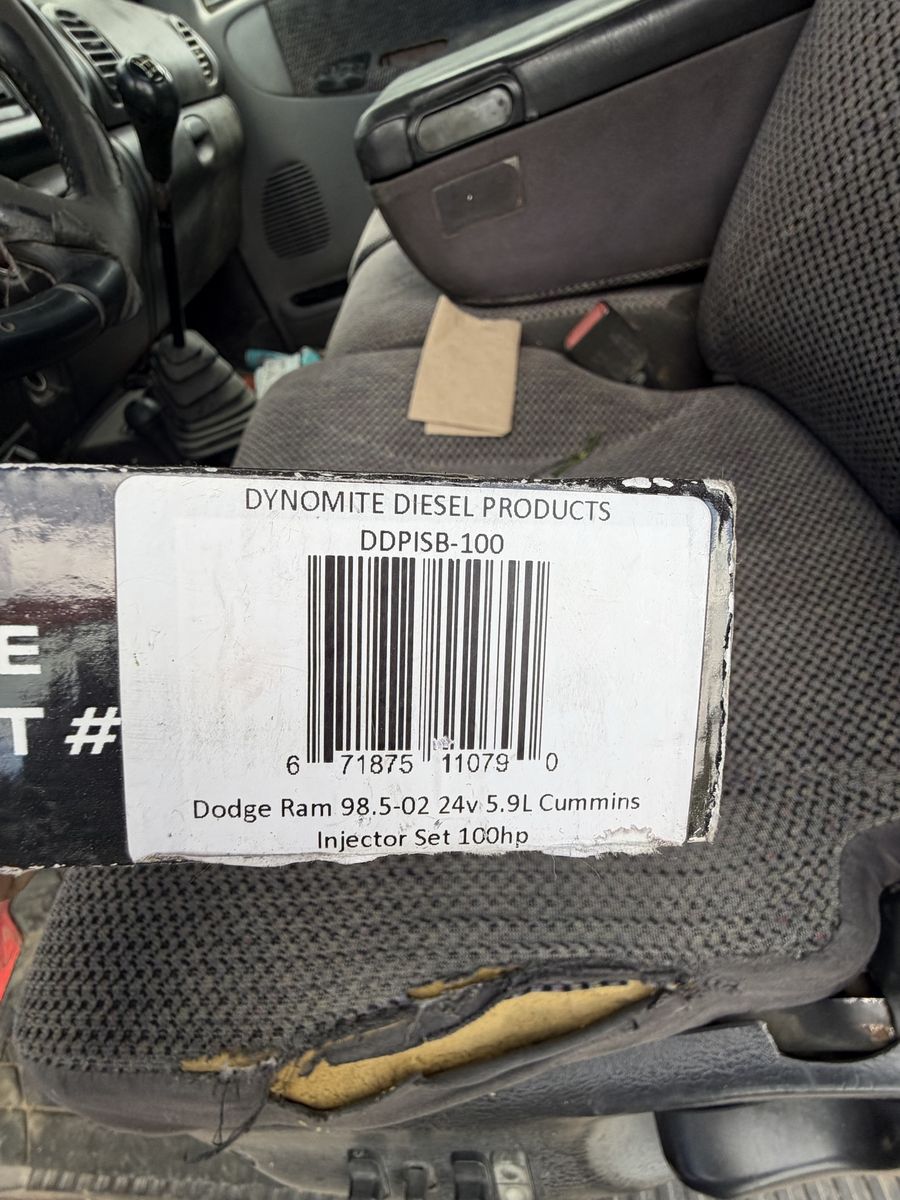 DYNOMITE DIESEL PRODUCTS
DDPISB-100
E
T #
6 71875 11079 0
Dodge Ram 98.5-02 24v 5.9L Cummins
Injector Set 100hp